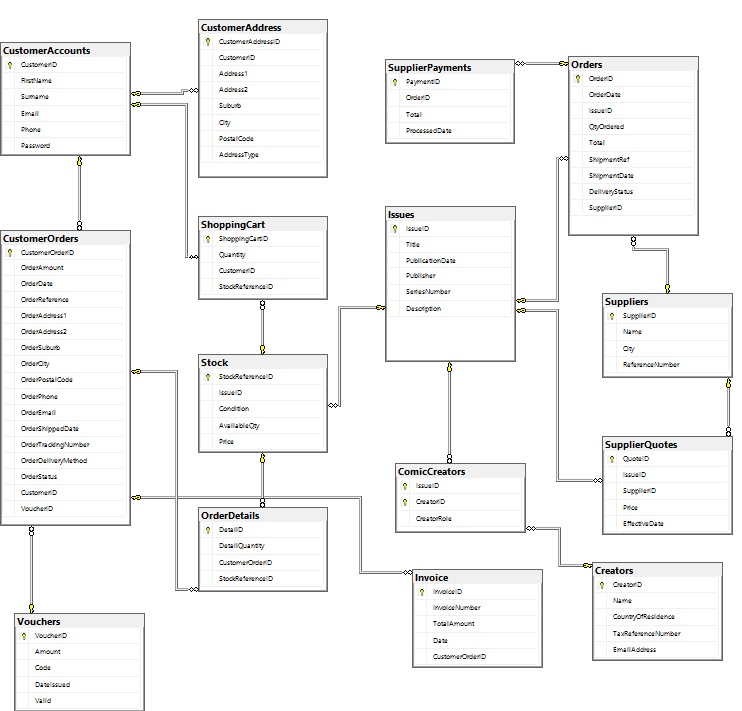 CustomerAccounts
CustomerID
FirstName
Surname
Email
Phone
Password
CustomerAddress
CustomerAddressID
CustomerID
Address1
Address2
Suburb
City
PostalCode
AddressType
SupplierPayments
PaymentID
OrderID
Total
ProcessedDate
Orders
OrderID
OrderDate
IssueID
QtyOrdered
Total
ShipmentRef
ShipmentDate
DeliveryStatus
SupplierID
CustomerOrders
CustomerOrderID
OrderAmount
OrderDate
OrderReference
OrderAddress1
OrderAddress2
OrderSuburb
OrderCity
OrderPostalCode
OrderPhone
OrderEmail
OrderShippedDate
OrderTrackingNumber
OrderDeliveryMethod
OrderStatus
CustomerID
VoucherID
ShoppingCart
ShoppingCartID
Quantity
CustomerID
StockReferenceID
Issues
IssueID
Title
PublicationDate
Publisher
SeriesNumber
Description
Suppliers
SupplierID
Name
City
ReferenceNumber
Stock
StockReferenceID
IssueID
Condition
AvailableQty
Price
SupplierQuotes
QuoteID
IssueID
SupplierID
Price
EffectiveDate
ComicCreators
IssueID
CreatorID
CreatorRole
OrderDetails
DetailID
DetailQuantity
CustomerOrderID
StockReferenceID
Invoice
InvoiceID
InvoiceNumber
TotalAmount
Date
CustomerOrderID
Creators
CreatorID
Name
CountryOfResidence
TaxReferenceNumber
EmailAddress
Vouchers
VoucherID
Amount
Code
DateIssued
Valid